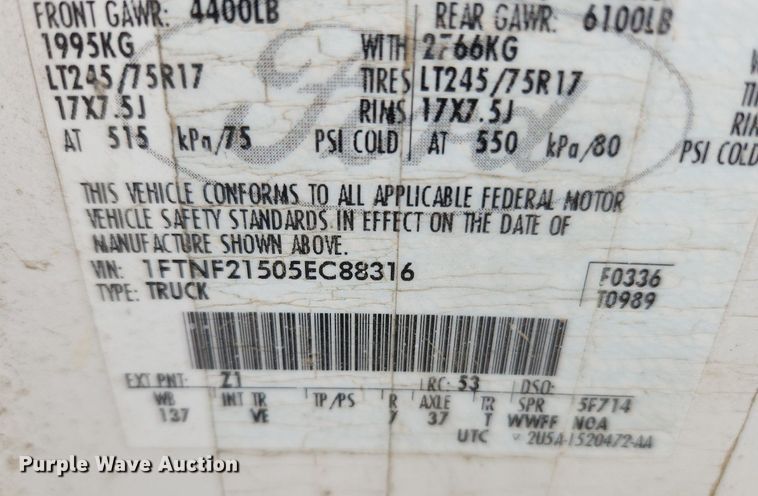 FRONT GAWR: 4400LB REAR GAWR: 6100LB
1995KG WITH 2766KG
LT245/75R17 TIRES LT245/75R17
17X7.5J RIMS 17X7.5J
AT 515 kPa/75 PSI COLD AT 550 kPa/80 PSI COLD
Ford
THIS VEHICLE CONFORMS TO ALL APPLICABLE FEDERAL MOTOR
VEHICLE SAFETY STANDARDS IN EFFECT ON THE DATE OF
MANUFACTURE SHOWN ABOVE.
VIN: 1FTNF21505EC88316 F0336
TYPE: TRUCK T0989
EXT PNT: Z1 RC: 53 DSO:
WB INT TR TP/PS R AXLE TR SPR 5F714
137 VE 7 37 T WWFF NOA
UTC 2U5A-1520472-AA
Purple Wave Auction